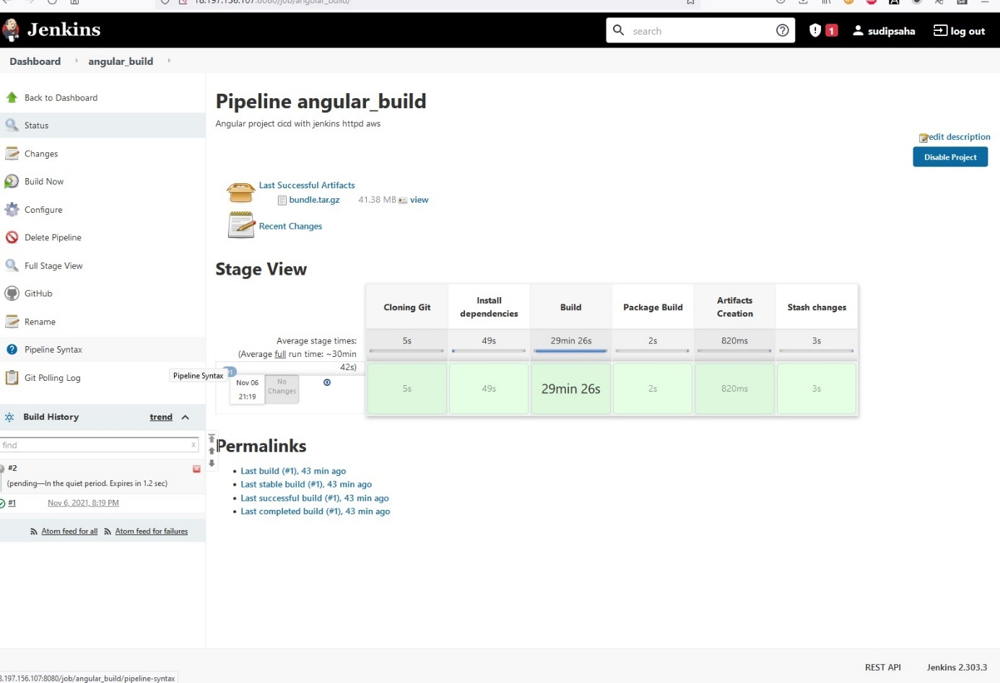 18.197.156.107:8080/job/angular_build/
Jenkins
search
1
sudipsaha
log out
Dashboard
angular_build
Back to Dashboard
Status
Changes
Build Now
Configure
Delete Pipeline
Full Stage View
GitHub
Rename
Pipeline Syntax
Git Polling Log
Pipeline Syntax
Build History
trend
find
x
#2
(pending—In the quiet period. Expires in 1.2 sec)
#1
Nov 6, 2021, 8:19 PM
Atom feed for all
Atom feed for failures
Pipeline angular_build
Angular project cicd with jenkins httpd aws
edit description
Disable Project
Last Successful Artifacts
bundle.tar.gz
41.38 MB
view
Recent Changes
Stage View
Cloning Git
Install
dependencies
Build
Package Build
Artifacts
Creation
Stash changes
Average stage times:
(Average full run time: ~30min
42s)
5s
49s
29min 26s
2s
820ms
3s
#1
Nov 06
21:19
No
Changes
5s
49s
29min 26s
2s
820ms
3s
Permalinks
Last build (#1), 43 min ago
Last stable build (#1), 43 min ago
Last successful build (#1), 43 min ago
Last completed build (#1), 43 min ago
REST API
Jenkins 2.303.3
8.197.156.107:8080/job/angular_build/pipeline-syntax